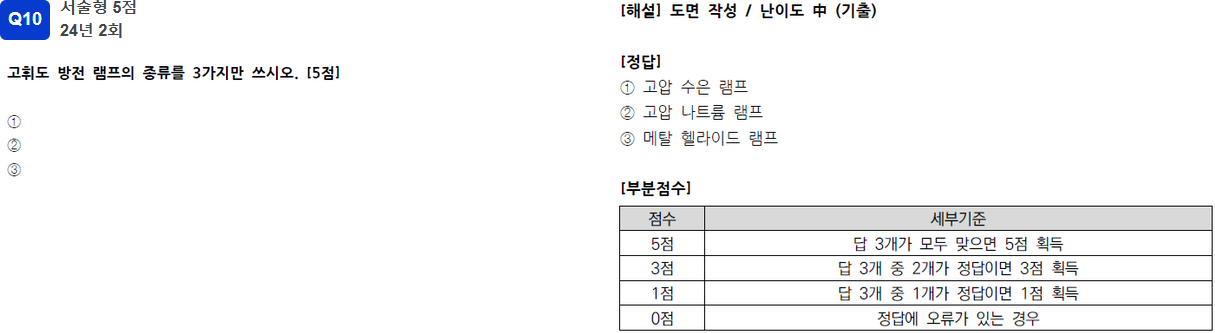 Q10
서술형 5점
24년 2회
고휘도 방전 램프의 종류를 3가지만 쓰시오. [5점]
①
②
③
[해설] 도면 작성 / 난이도 中 (기출)
[정답]
① 고압 수은 램프
② 고압 나트륨 램프
③ 메탈 헬라이드 램프
[부분점수]
점수 세부기준
5점 답 3개가 모두 맞으면 5점 획득
3점 답 3개 중 2개가 정답이면 3점 획득
1점 답 3개 중 1개가 정답이면 1점 획득
0점 정답에 오류가 있는 경우